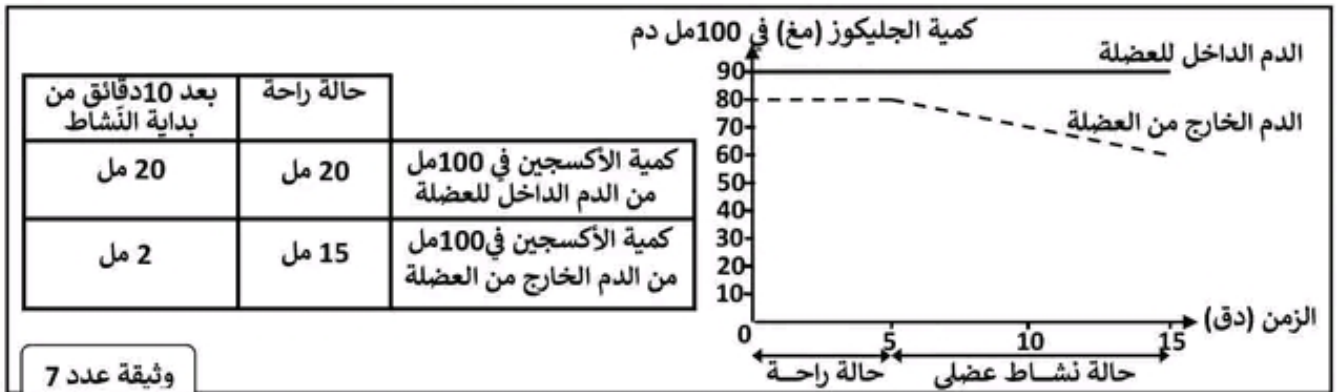 كمية الجليكوز (مغ) في 100مل دم
الدم الداخل للعضلة
الدم الخارج من العضلة
90
80
70
60
50
40
30
20
10
0
5
10
15
الزمن (دق)
حالة راحــة
حالة نشــاط عضلي
حالة راحة
بعد 10دقائق من
بداية النَشاط
كمية الأكسجين في 100مل
من الدم الداخل للعضلة
20 مل
20 مل
كمية الأكسجين في100مل
من الدم الخارج من العضلة
15 مل
2 مل
وثيقة عدد 7